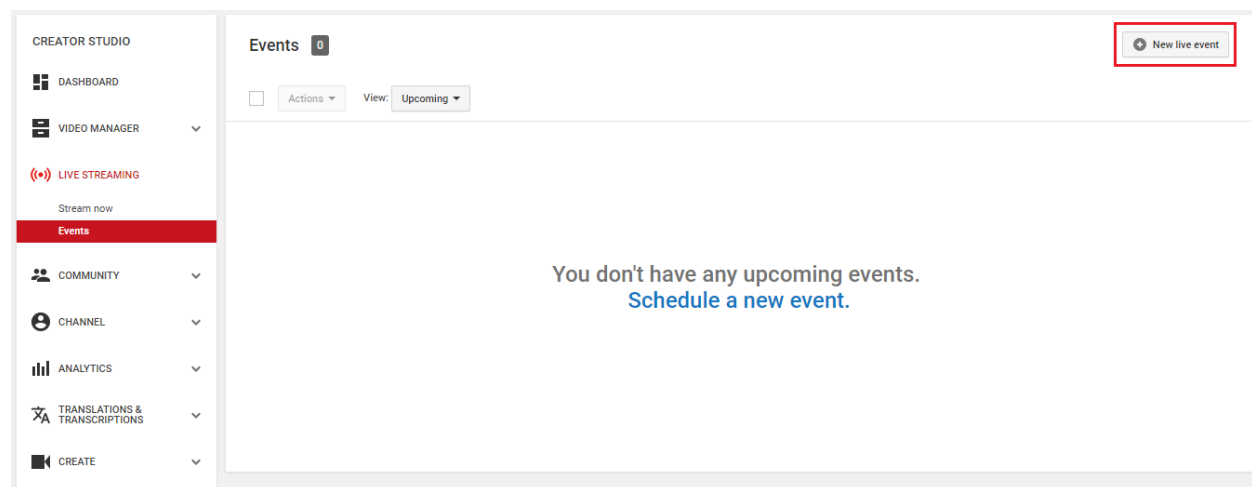 CREATOR STUDIO
DASHBOARD
VIDEO MANAGER
LIVE STREAMING
Stream now
Events
COMMUNITY
CHANNEL
ANALYTICS
TRANSLATIONS &
TRANSCRIPTIONS
CREATE
Events 0
New live event
Actions View: Upcoming
You don't have any upcoming events.
Schedule a new event.